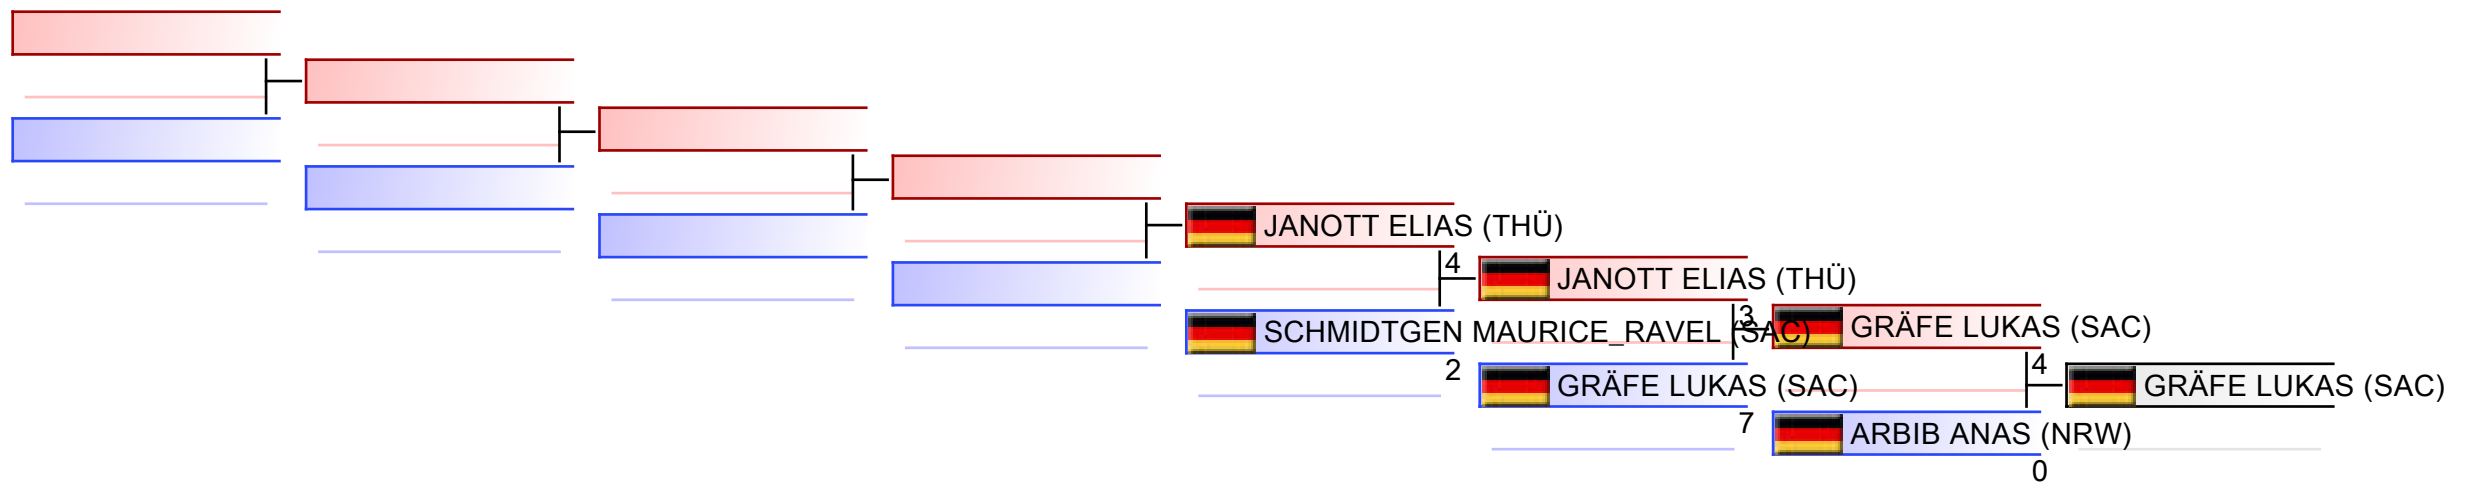 JANOTT ELIAS (THÜ)
4
SCHMIDTGEN MAURICE_RAVEL (SAC)
2
JANOTT ELIAS (THÜ)
3
GRÄFE LUKAS (SAC)
7
GRÄFE LUKAS (SAC)
4
ARBIB ANAS (NRW)
0
GRÄFE LUKAS (SAC)